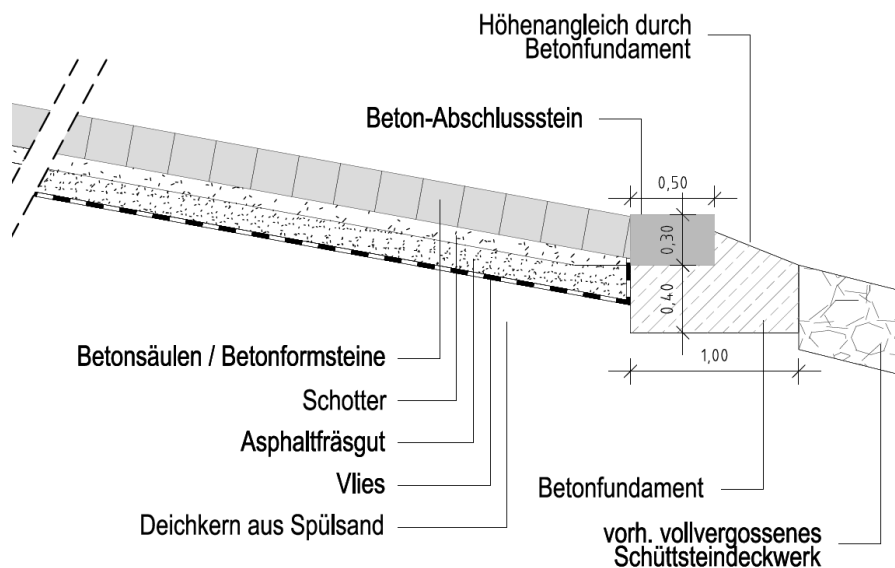 Höhenangleich durch
Betonfundament
Beton-Abschlussstein
0,50
0,30
0,40
1,00
Betonsäulen / Betonformsteine
Schotter
Asphaltfräsgut
Vlies
Deichkern aus Spülsand
Betonfundament
vorh. vollvergossenes
Schüttsteindeckwerk